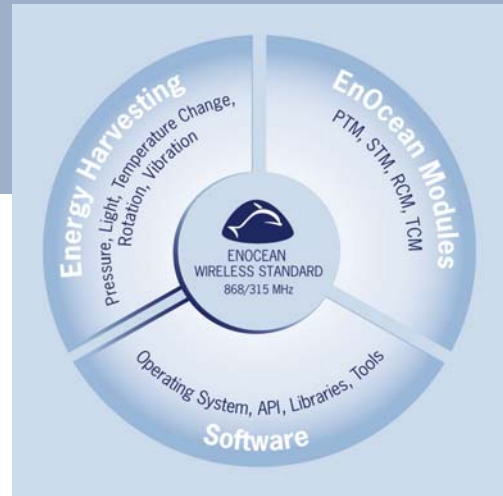 Energy Harvesting
Pressure, Light, Temperature Change,
Rotation, Vibration
EnOcean Modules
PTM, STM, RCM, TCM
ENOCEAN
WIRELESS STANDARD
868/315 MHz
Operating System, API, Libraries, Tools
Software